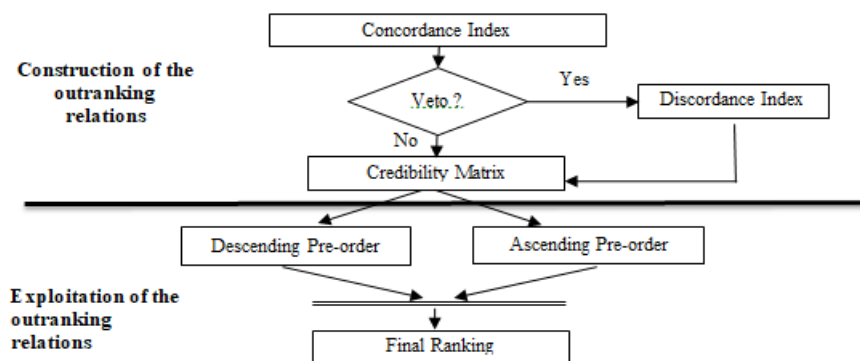 Concordance Index
Construction of the
outranking
relations
Veto.?
Yes
Discordance Index
No
Credibility Matrix
Descending Pre-order
Ascending Pre-order
Exploitation of the
outranking
relations
Final Ranking